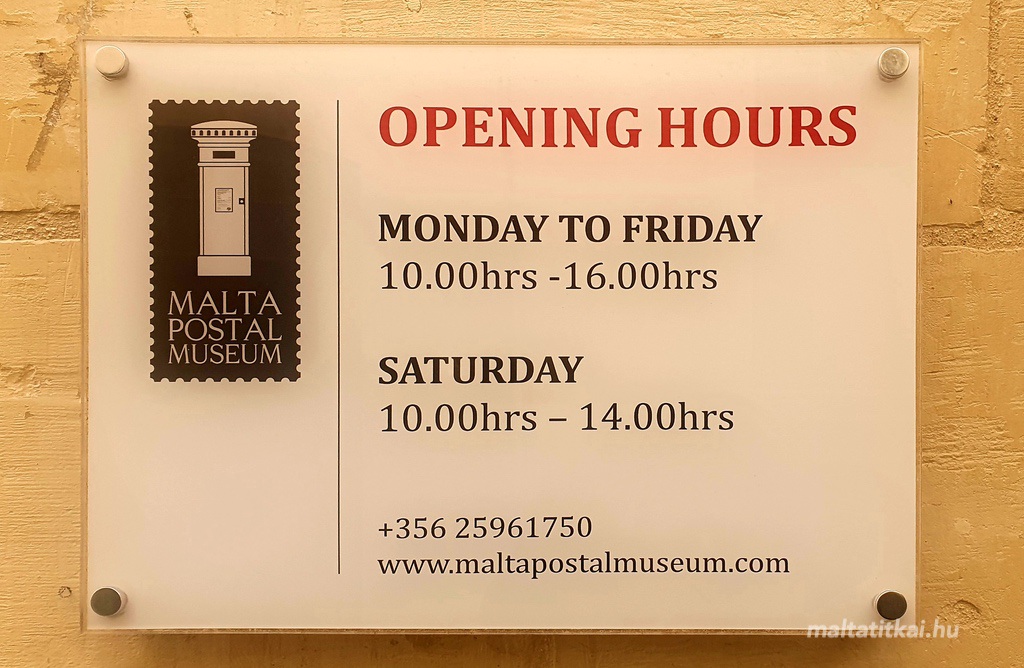 MALTA
POSTAL
MUSEUM
OPENING HOURS
MONDAY TO FRIDAY
10.00hrs -16.00hrs
SATURDAY
10.00hrs – 14.00hrs
+356 25961750
www.maltapostalmuseum.com
maltatitkai.hu